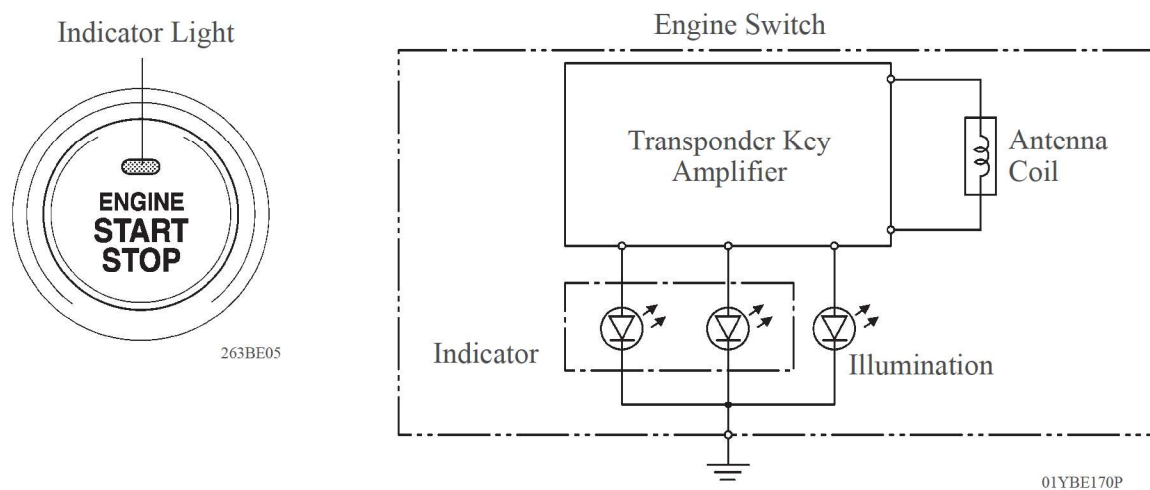 Indicator Light
ENGINE
START
STOP
263BE05
Engine Switch
Transponder Key
Amplifier
Antenna
Coil
Indicator
Illumination
01YBE170P